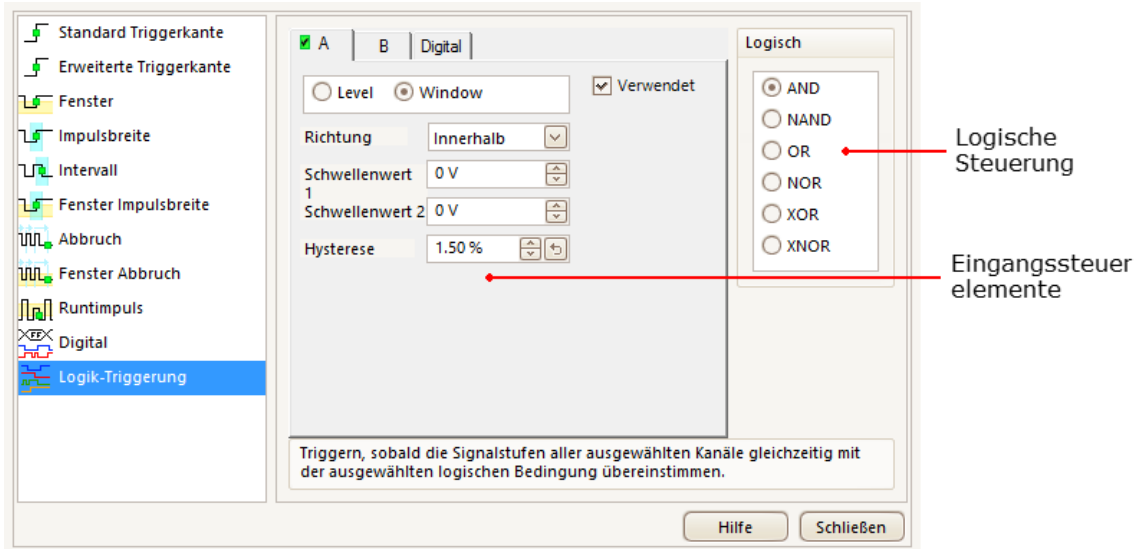 Standard Triggerkante
Erweiterte Triggerkante
Fenster
Impulsbreite
Intervall
Fenster Impulsbreite
Abbruch
Fenster Abbruch
Runtimpuls
FF
Digital
Logik-Triggerung
A
B
Digital
Level
Window
Verwendet
Richtung
Innerhalb
Schwellenwert
1
0 V
Schwellenwert 2
0 V
Hysterese
1.50 %
Logisch
AND
NAND
OR
NOR
XOR
XNOR
Logische
Steuerung
Eingangssteuer
elemente
Triggern, sobald die Signalstufen aller ausgewählten Kanäle gleichzeitig mit
der ausgewählten logischen Bedingung übereinstimmen.
Hilfe
Schließen